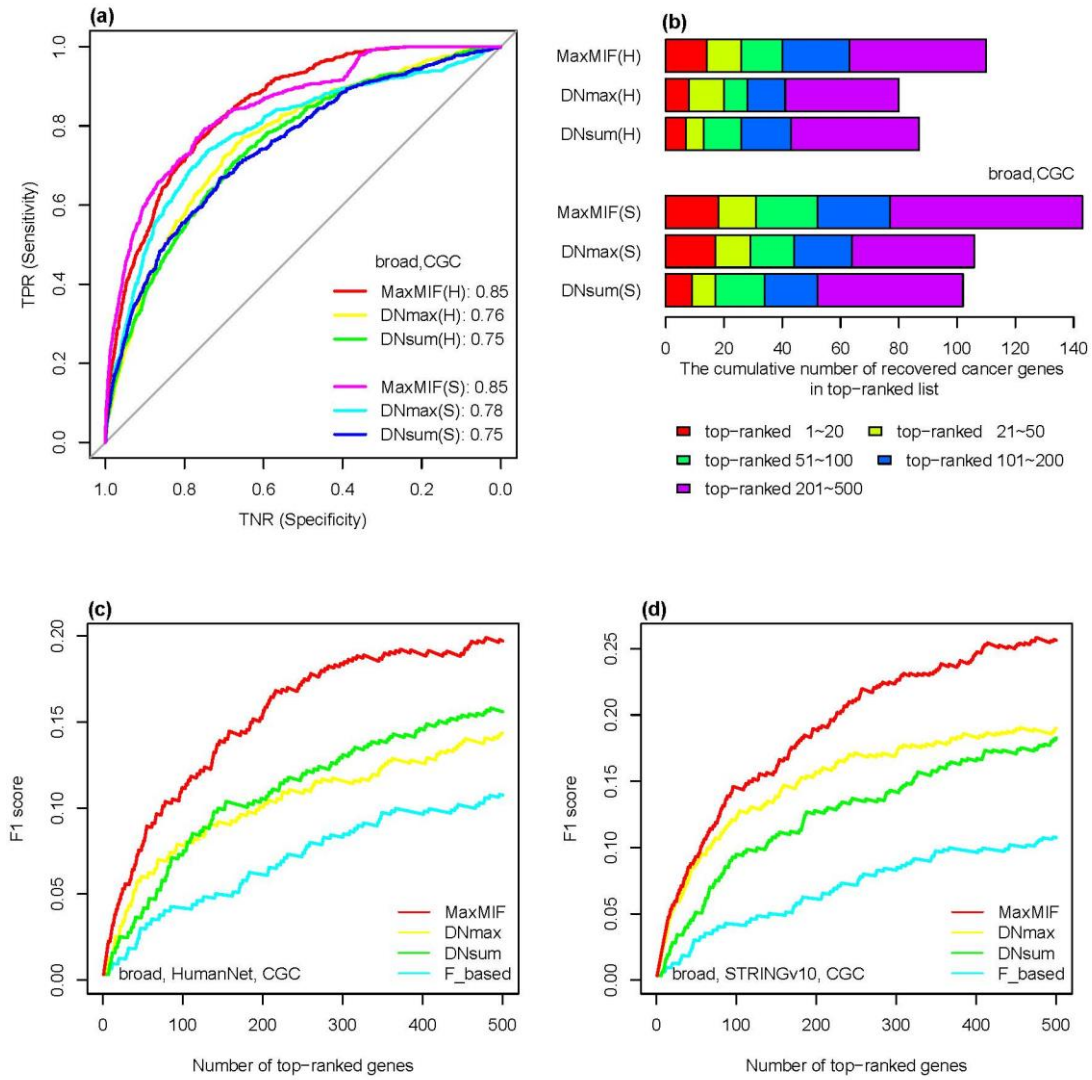 (a)
TPR (Sensitivity)
1.0
0.8
0.6
0.4
0.2
0.0
broad,CGC
MaxMIF(H): 0.85
DNmax(H): 0.76
DNsum(H): 0.75
MaxMIF(S): 0.85
DNmax(S): 0.78
DNsum(S): 0.75
1.0 0.8 0.6 0.4 0.2 0.0
TNR (Specificity)
(b)
MaxMIF(H)
DNmax(H)
DNsum(H)
broad,CGC
MaxMIF(S)
DNmax(S)
DNsum(S)
0 20 40 60 80 100 120 140
The cumulative number of recovered cancer genes
in top−ranked list
top−ranked 1~20 top−ranked 21~50
top−ranked 51~100 top−ranked 101~200
top−ranked 201~500
(c)
F1 score
0.20
0.15
0.10
0.05
0.00
MaxMIF
DNmax
DNsum
F_based
broad, HumanNet, CGC
0 100 200 300 400 500
Number of top−ranked genes
(d)
F1 score
0.25
0.20
0.15
0.10
0.05
0.00
MaxMIF
DNmax
DNsum
F_based
broad, STRINGv10, CGC
0 100 200 300 400 500
Number of top−ranked genes